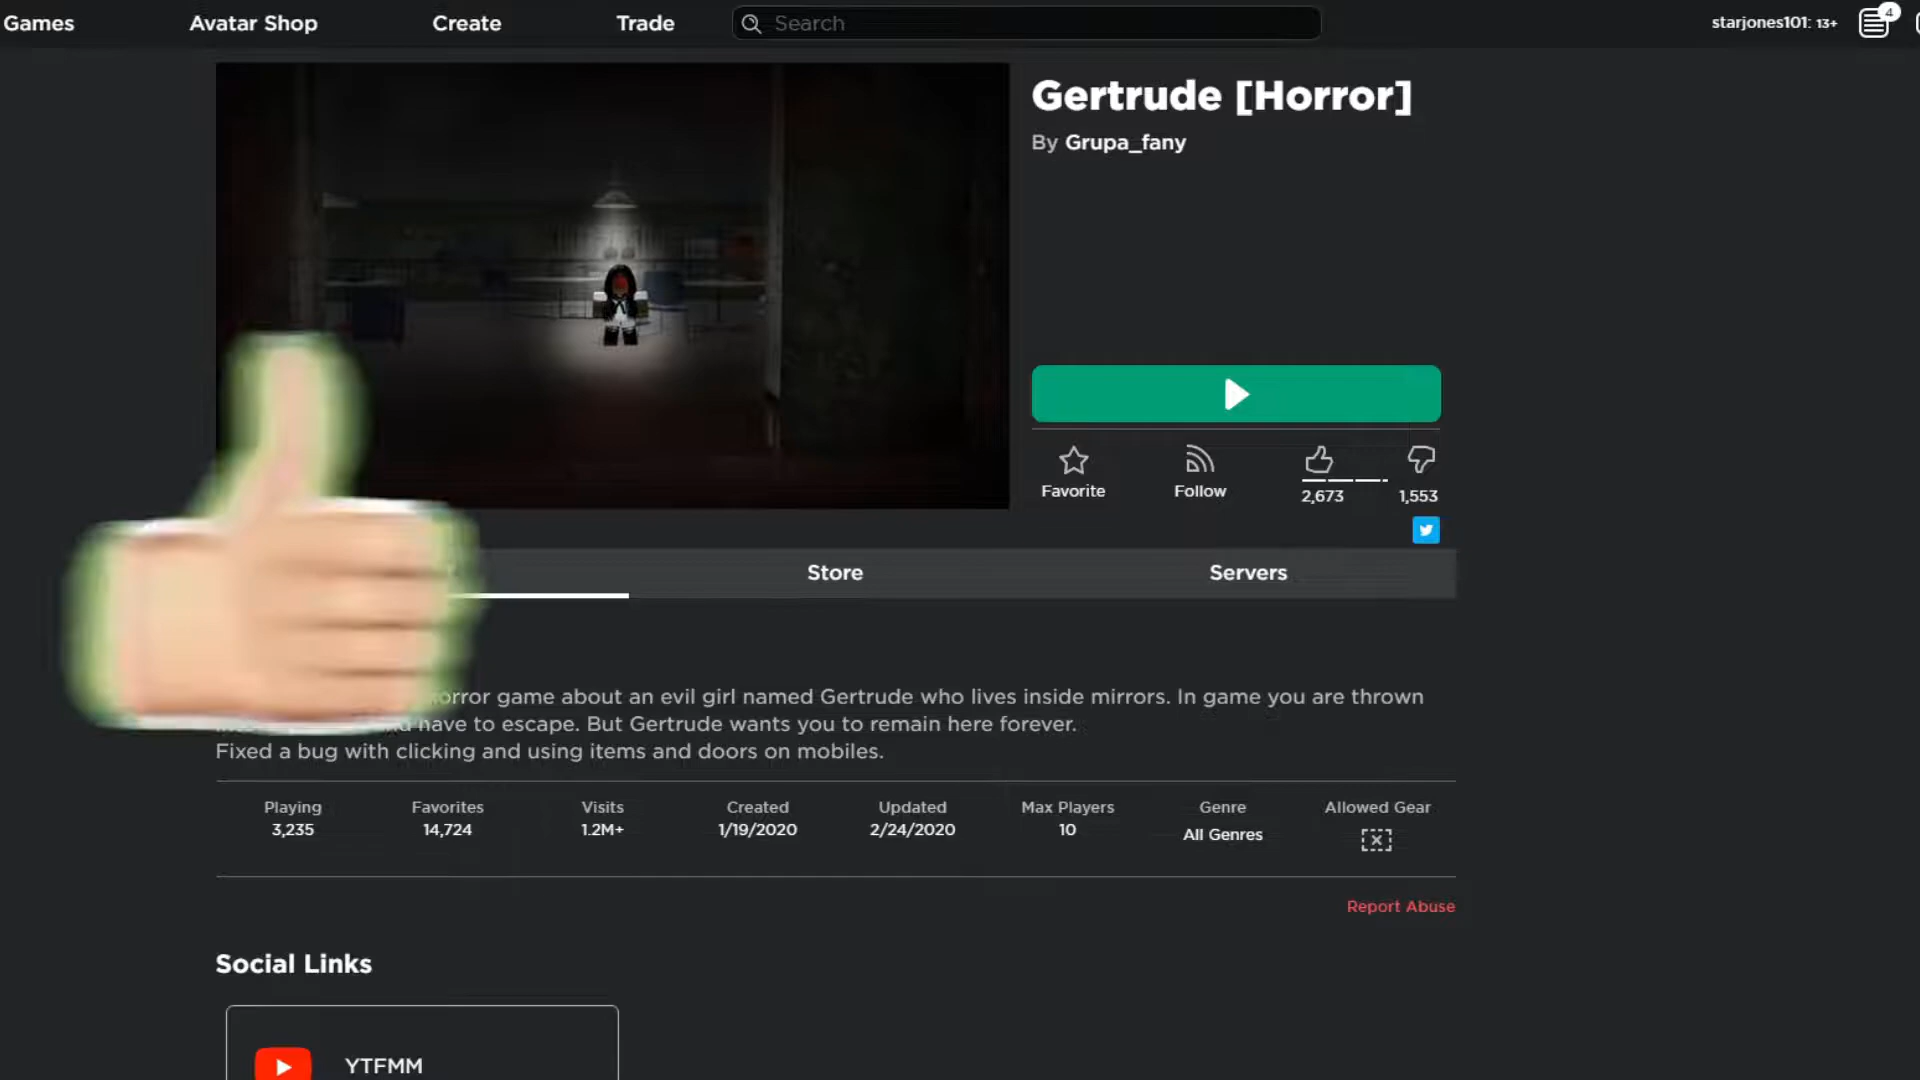 Games
Avatar Shop
Create
Trade
Search
starjones101: 13+
4
Gertrude [Horror]
By Grupa_fany
Favorite
Follow
2,673
1,553
Store
Servers
horror game about an evil girl named Gertrude who lives inside mirrors. In game you are thrown
have to escape. But Gertrude wants you to remain here forever.
Fixed a bug with clicking and using items and doors on mobiles.
Playing
3,235
Favorites
14,724
Visits
1.2M+
Created
1/19/2020
Updated
2/24/2020
Max Players
10
Genre
All Genres
Allowed Gear
Report Abuse
Social Links
YTFMM